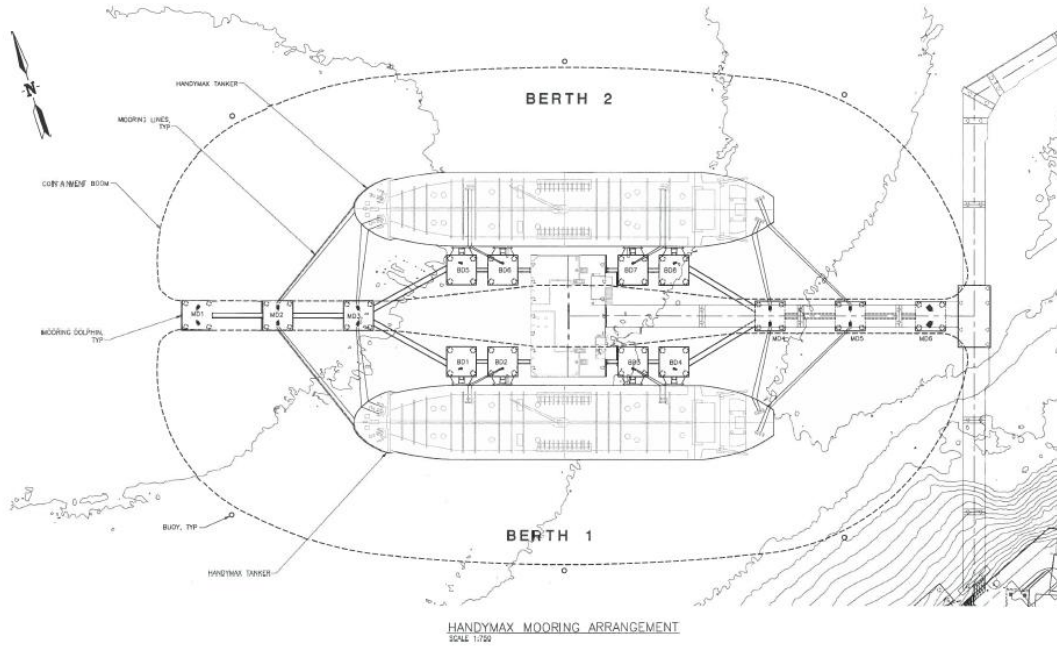 N
HANDYMAX TANKER
BERTH 2
MOORING LINES,
TYP
CONTAINMENT BOOM
BD5
BD6
BD7
BD8
MD1
MD2
MD3
MD4
MD5
MD6
MOORING DOLPHIN,
TYP
BD1
BD2
BD3
BD4
BUOY, TYP
BERTH 1
HANDYMAX TANKER
HANDYMAX MOORING ARRANGEMENT
SCALE 1:750